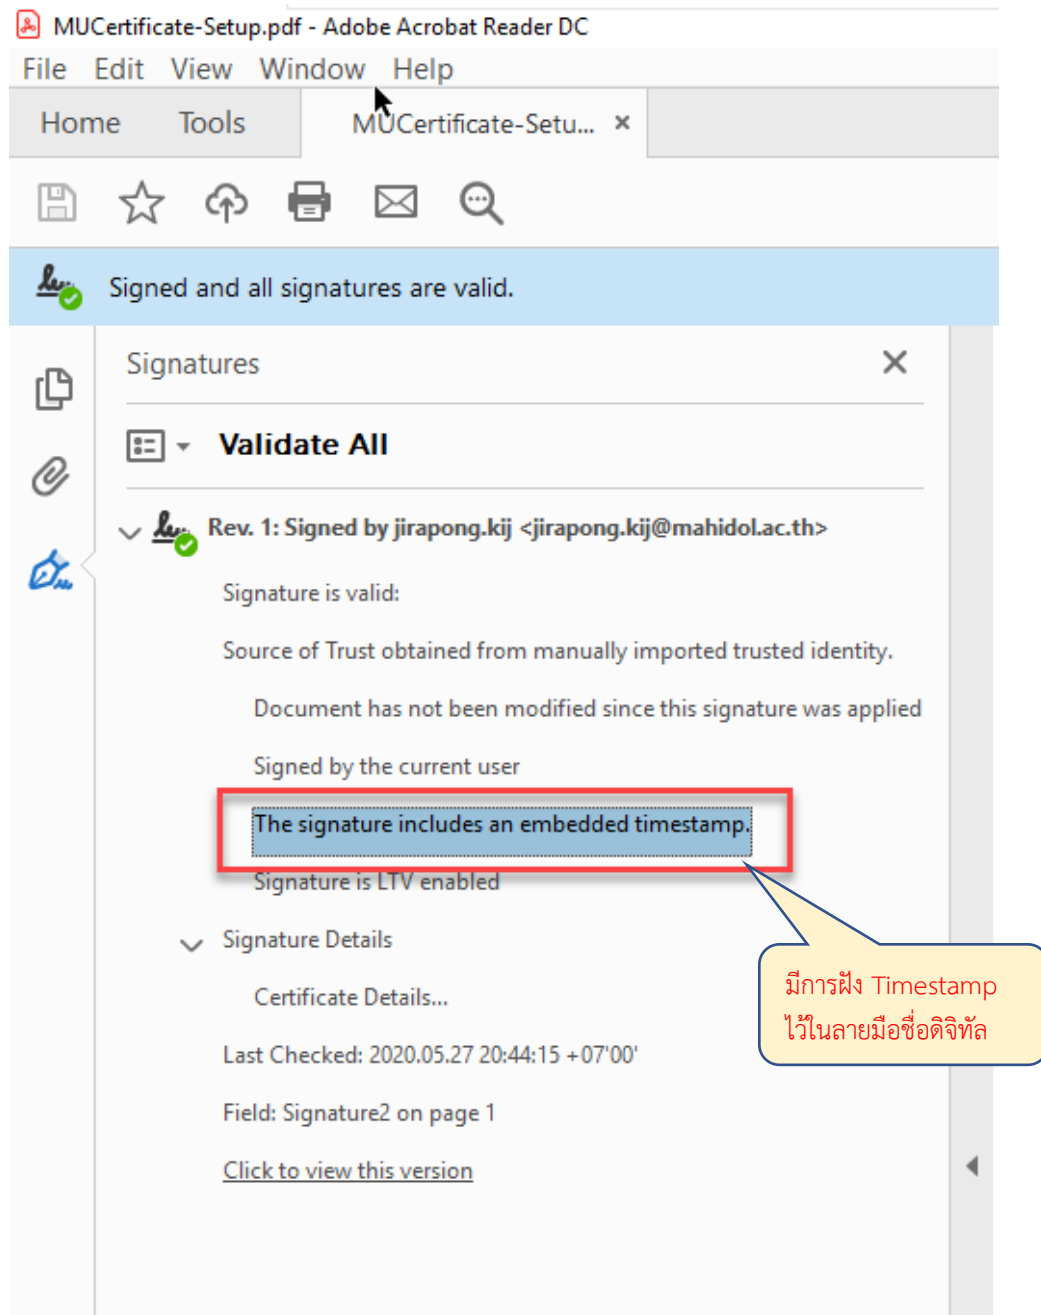 MUCertificate-Setup.pdf - Adobe Acrobat Reader DC
File Edit View Window Help
Home Tools MUCertificate-Setu... ×
Signed and all signatures are valid.
Signatures
Validate All
Rev. 1: Signed by jirapong.kij <jirapong.kij@mahidol.ac.th>
Signature is valid:
Source of Trust obtained from manually imported trusted identity.
Document has not been modified since this signature was applied
Signed by the current user
The signature includes an embedded timestamp.
Signature is LTV enabled
Signature Details
มีการฝัง Timestamp
ไว้ในลายมือชื่อดิจิทัล
Certificate Details...
Last Checked: 2020.05.27 20:44:15 +07'00'
Field: Signature2 on page 1
Click to view this version